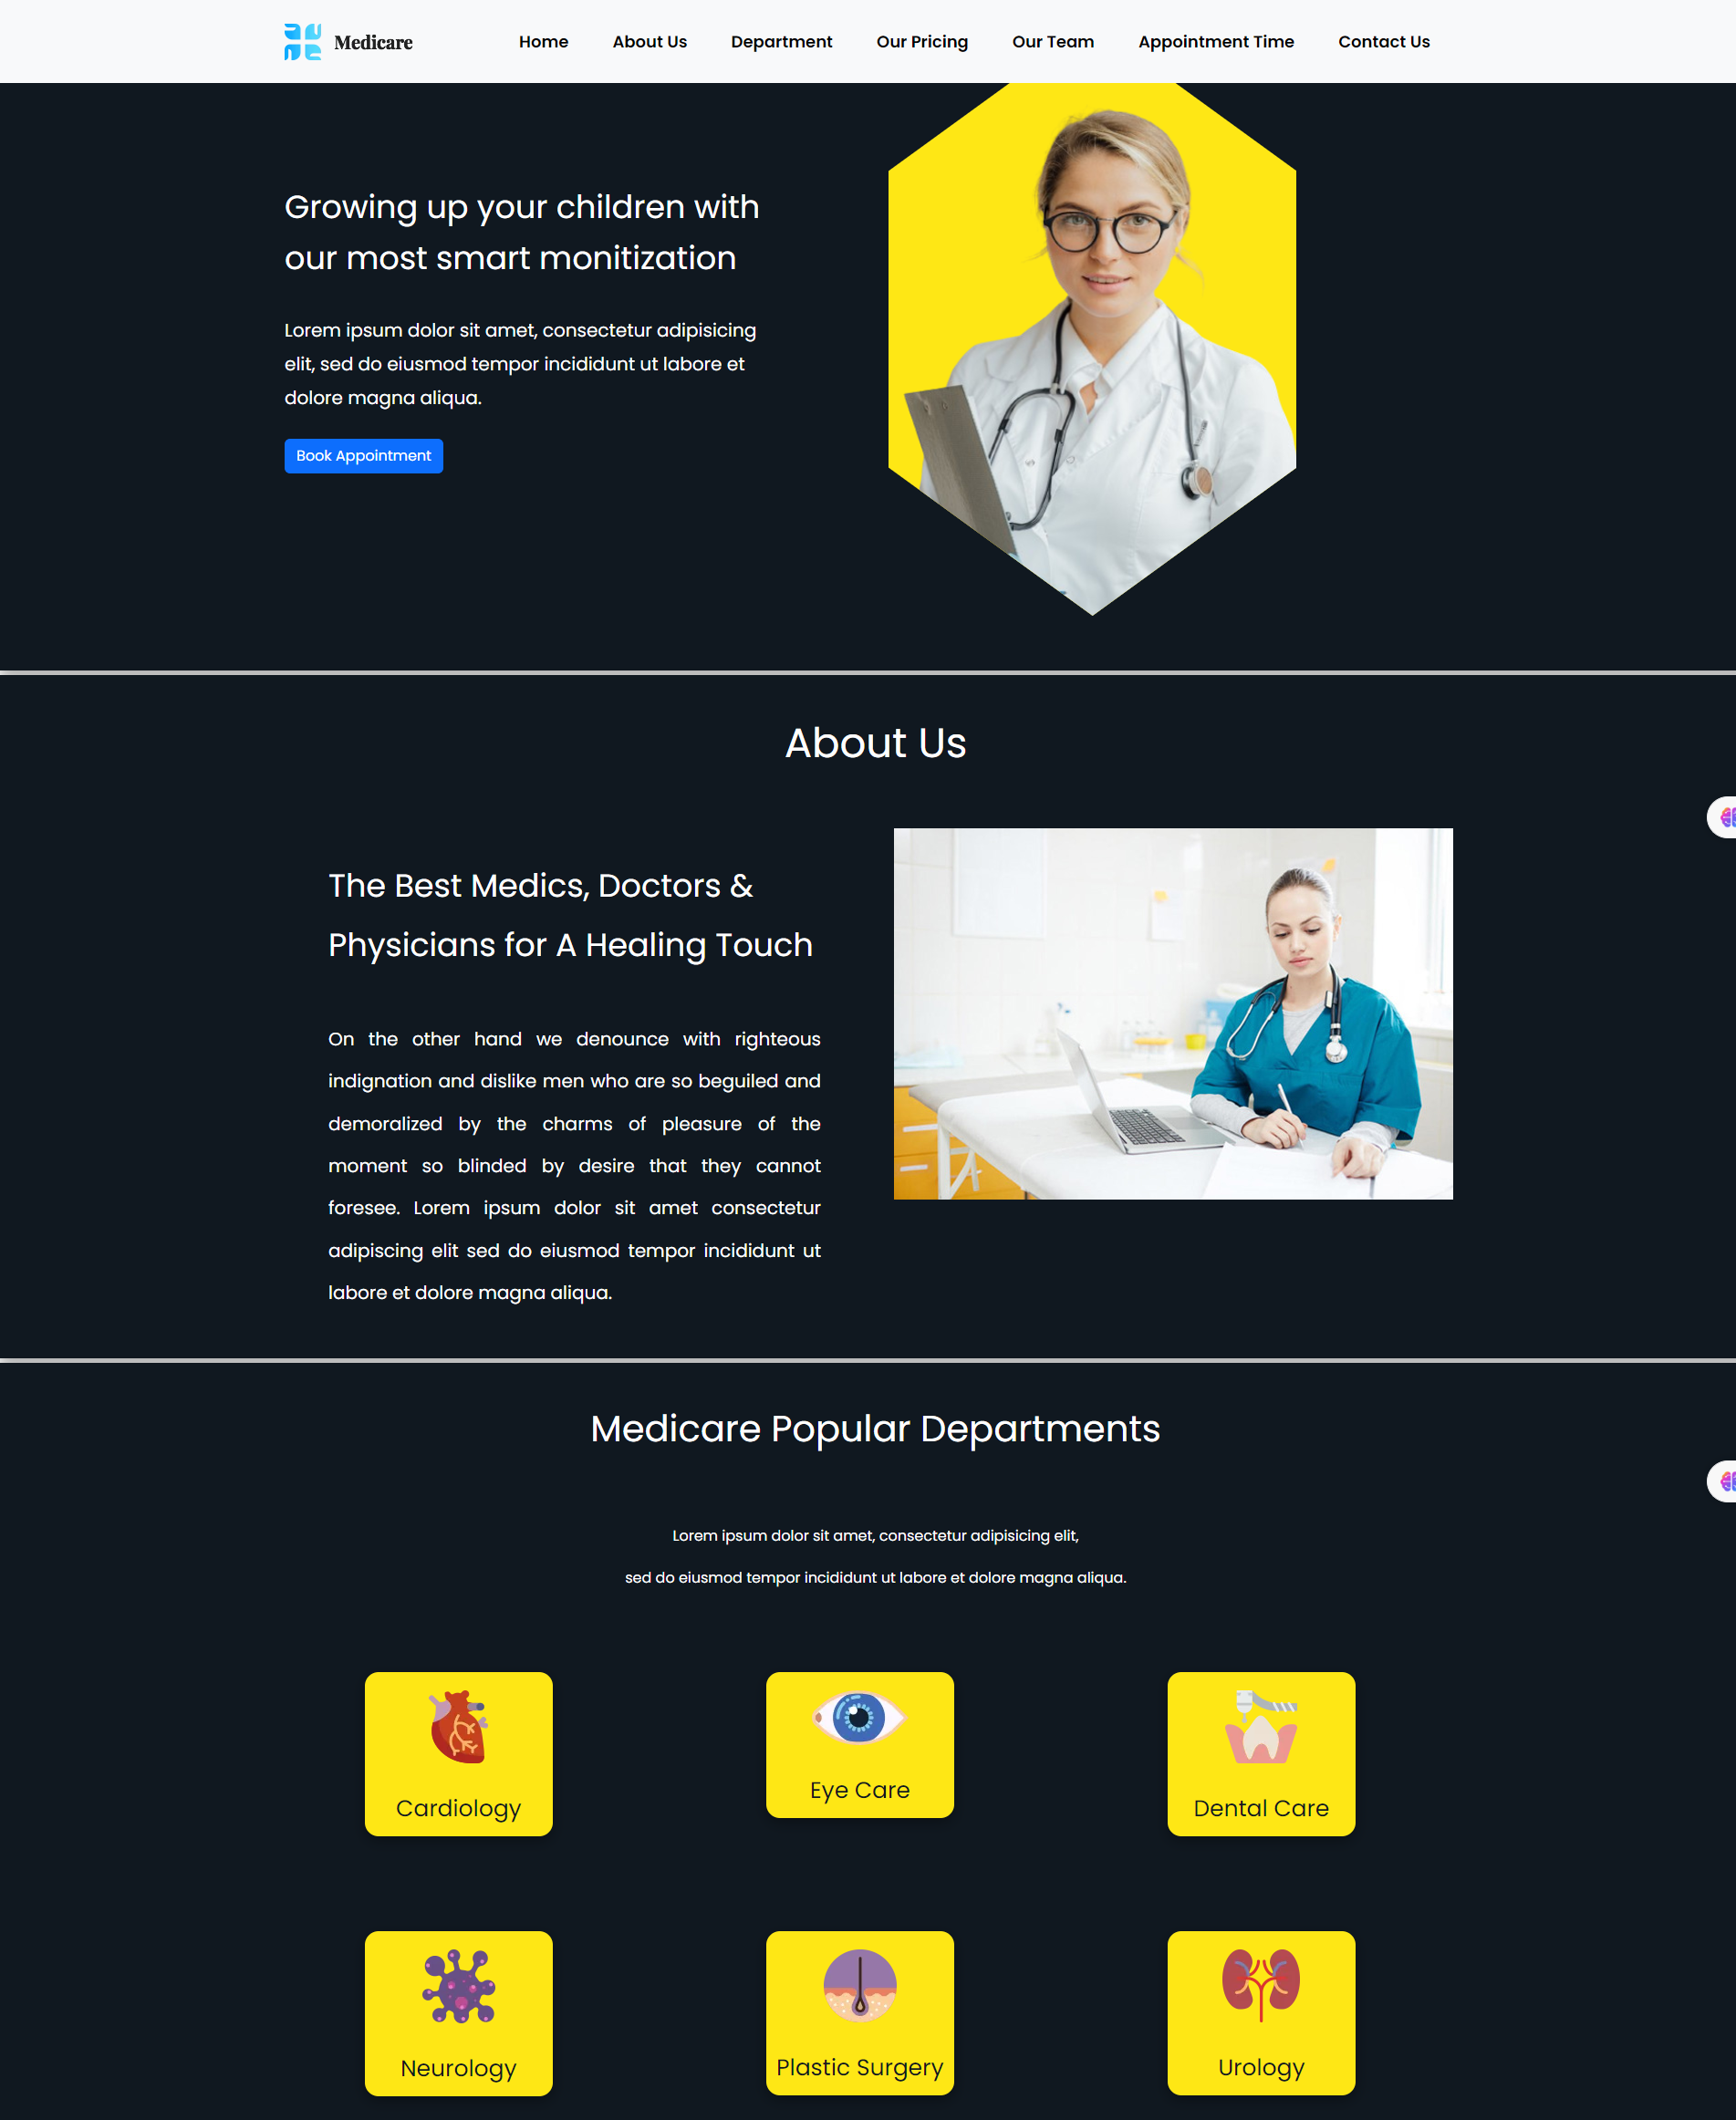 Medicare
Home About Us Department Our Pricing Our Team Appointment Time Contact Us
Growing up your children with
our most smart monitization
Lorem ipsum dolor sit amet, consectetur adipisicing
elit, sed do eiusmod tempor incididunt ut labore et
dolore magna aliqua.
Book Appointment
About Us
The Best Medics, Doctors &
Physicians for A Healing Touch
On the other hand we denounce with righteous
indignation and dislike men who are so beguiled and
demoralized by the charms of pleasure of the
moment so blinded by desire that they cannot
foresee. Lorem ipsum dolor sit amet consectetur
adipiscing elit sed do eiusmod tempor incididunt ut
labore et dolore magna aliqua.
Medicare Popular Departments
Lorem ipsum dolor sit amet, consectetur adipisicing elit,
sed do eiusmod tempor incididunt ut labore et dolore magna aliqua.
Cardiology
Eye Care
Dental Care
Neurology
Plastic Surgery
Urology